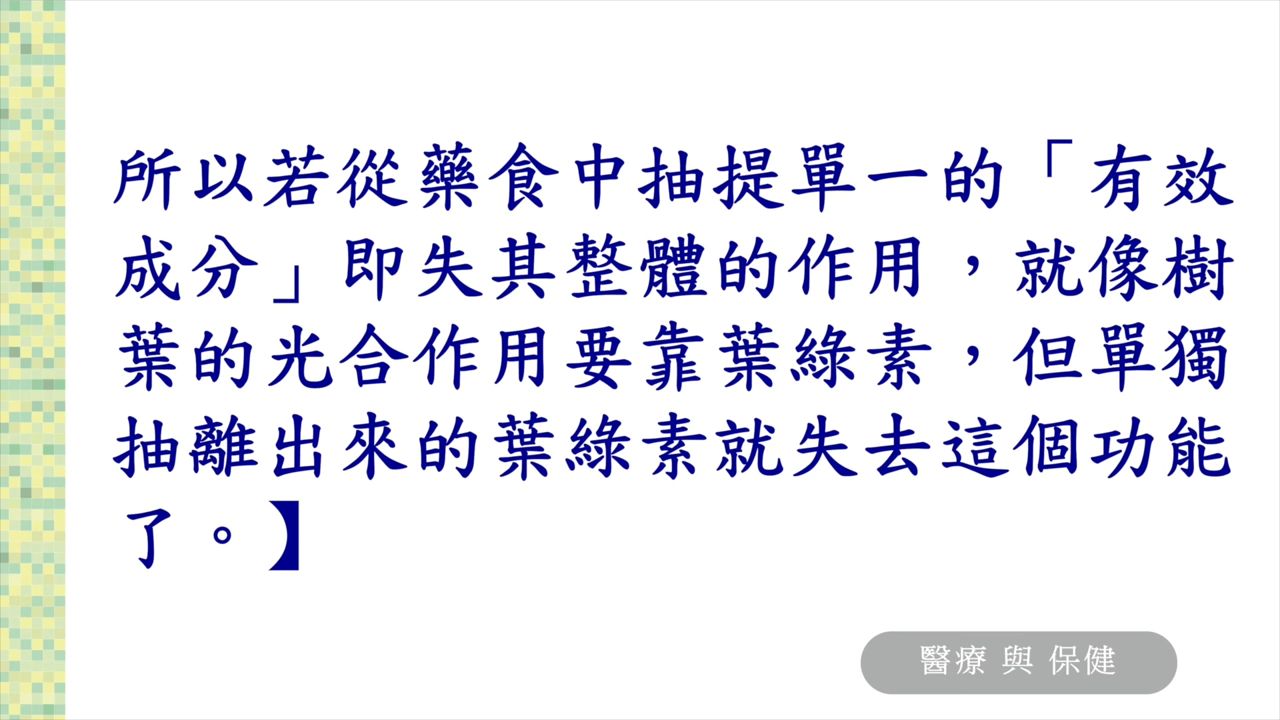 所以若從藥食中抽提單一的「有效
成分」即失其整體的作用，就像樹
葉的光合作用要靠葉綠素，但單獨
抽離出來的葉綠素就失去這個功能
了。】
醫療 與 保健